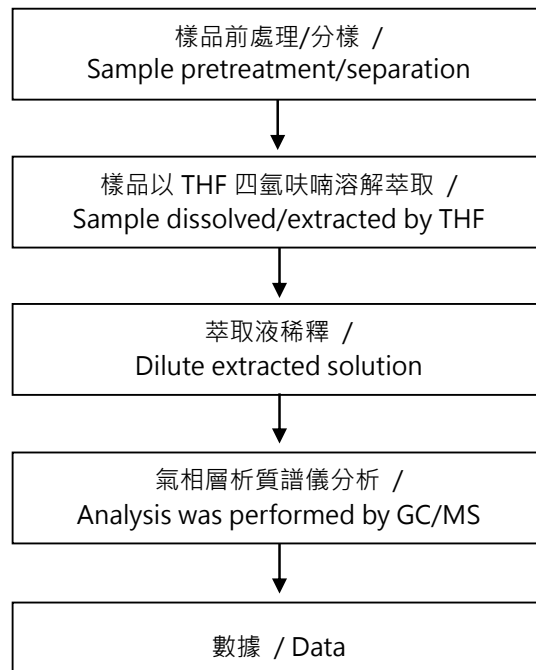 樣品前處理/分樣 /
Sample pretreatment/separation
樣品以 THF 四氫呋喃溶解萃取 /
Sample dissolved/extracted by THF
萃取液稀釋 /
Dilute extracted solution
氣相層析質譜儀分析 /
Analysis was performed by GC/MS
數據 / Data